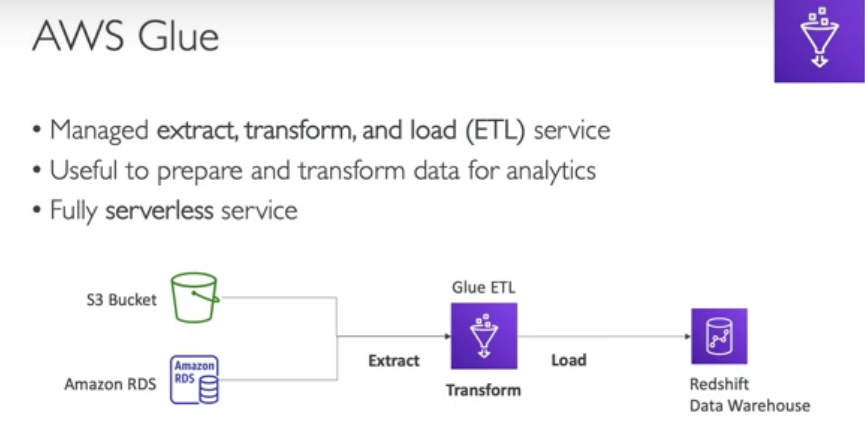 AWS Glue
• Managed extract, transform, and load (ETL) service
• Useful to prepare and transform data for analytics
• Fully serverless service
Glue ETL
S3 Bucket
Amazon
RDS
Amazon RDS
Extract
Transform
Load
Redshift
Data Warehouse